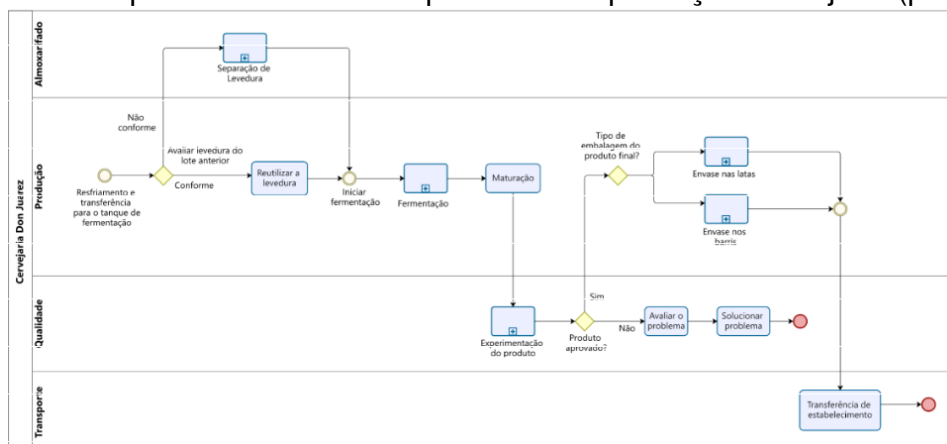 Cervejaria Don Juerez
Almoxarifado
Separação de
Levedura
Produção
Não
conforme
Avaliar levedura do
lote anterior
Conforme
Resfriamento e
transferência
para o tanque de
fermentação
Reutilizar a
levedura
Iniciar
fermentação
Fermentação
Maturação
Tipo de
embalagem do
produto final?
Envase nas latas
Envase nos
barris
Qualidade
Experimentação
do produto
Sim
Não
Produto
aprovado?
Avaliar o
problema
Solucionar
problema
Transporte
Transferência de
estabelecimento